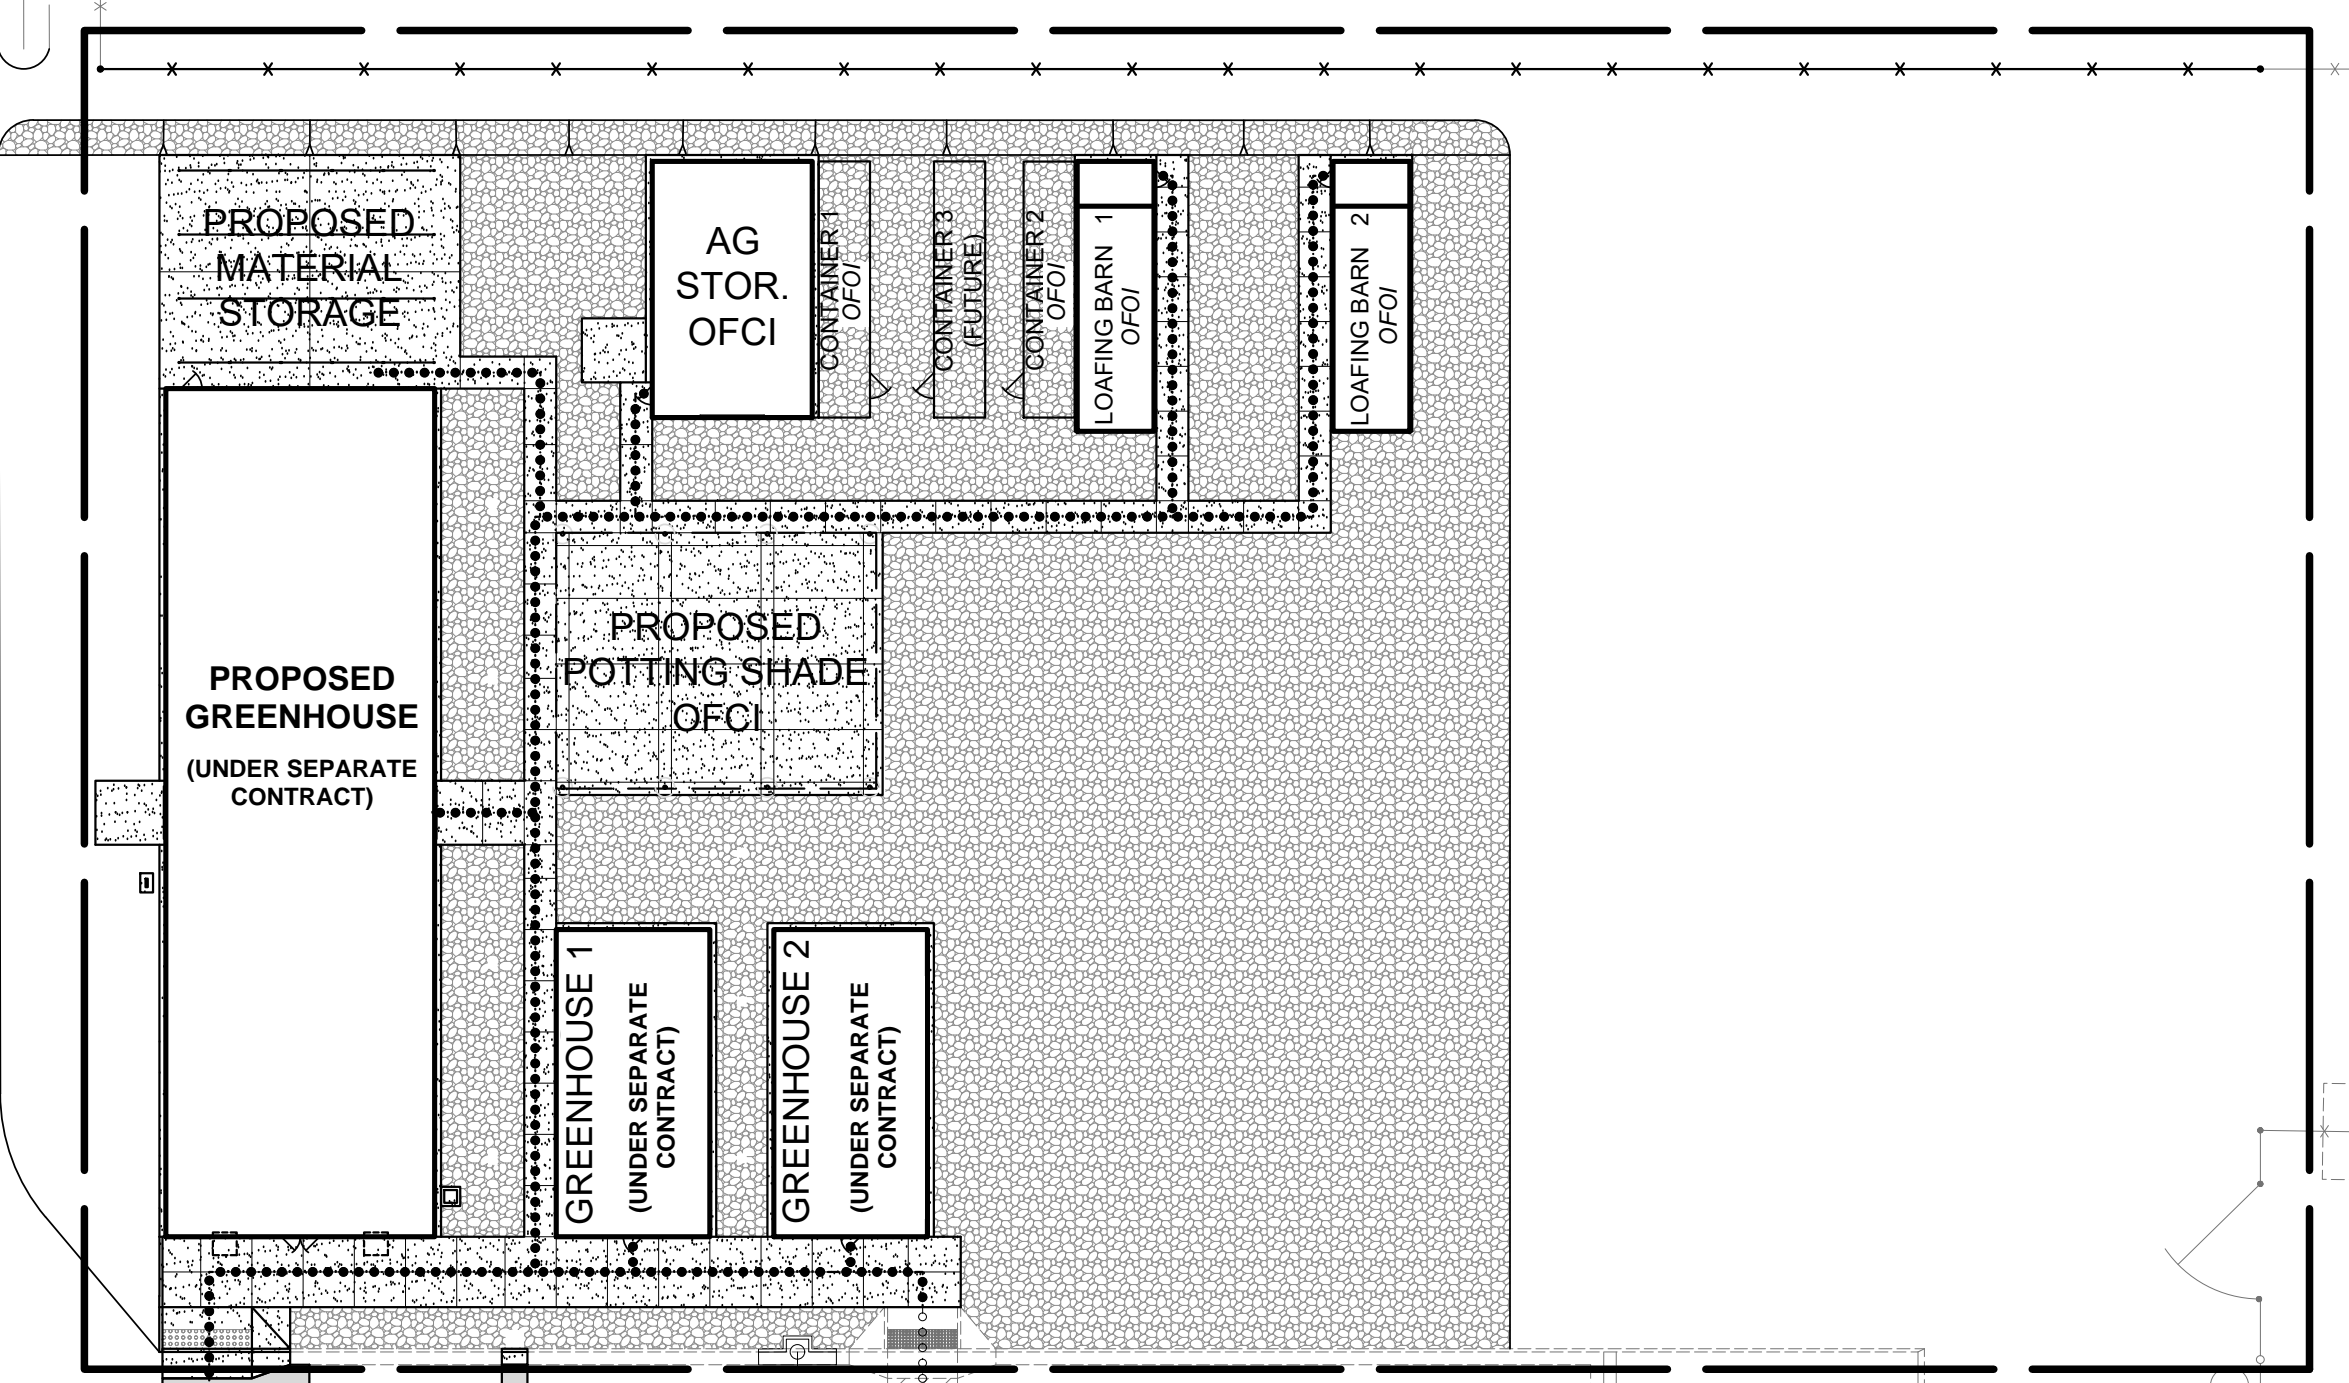 PROPOSED
MATERIAL
STORAGE
AG
STOR.
OFCI
CONTAINER 1
OFOI
CONTAINER 3
(FUTURE)
CONTAINER 2
OFOI
LOAFING BARN 1
OFOI
LOAFING BARN 2
OFOI
PROPOSED
GREENHOUSE
(UNDER SEPARATE
CONTRACT)
PROPOSED
POTTING SHADE
OFCI
GREENHOUSE 1
(UNDER SEPARATE
CONTRACT)
GREENHOUSE 2
(UNDER SEPARATE
CONTRACT)